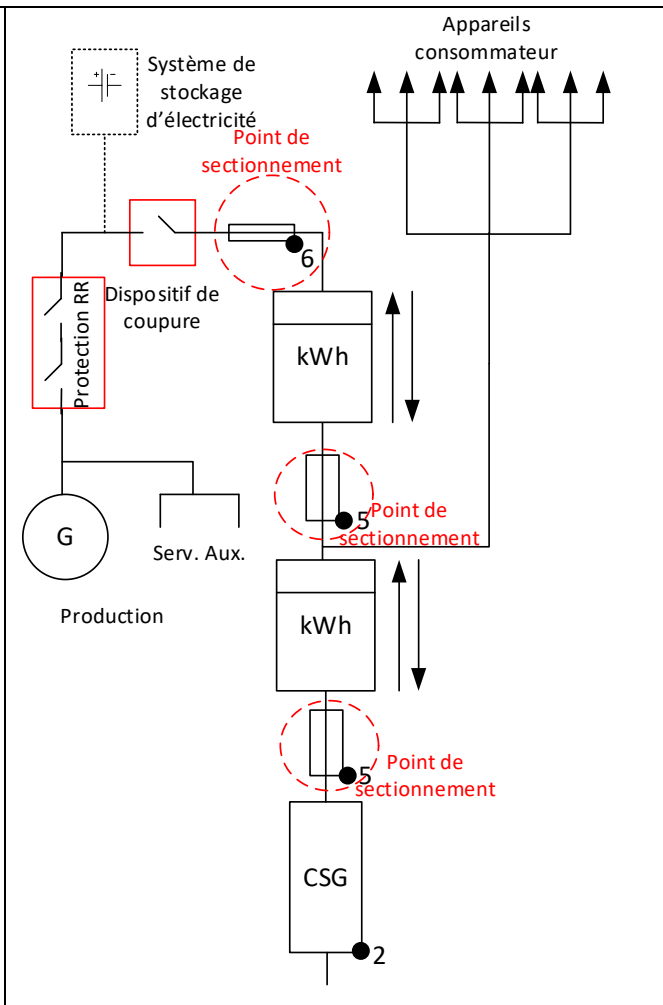 Appareils
consommateur
Système de
stockage
d'électricité
+ -
Point de
sectionnement
6
Dispositif de
coupure
Protection RR
kWh
5
Point de
sectionnement
G
Serv. Aux.
Production
kWh
5
Point de
sectionnement
CSG
2